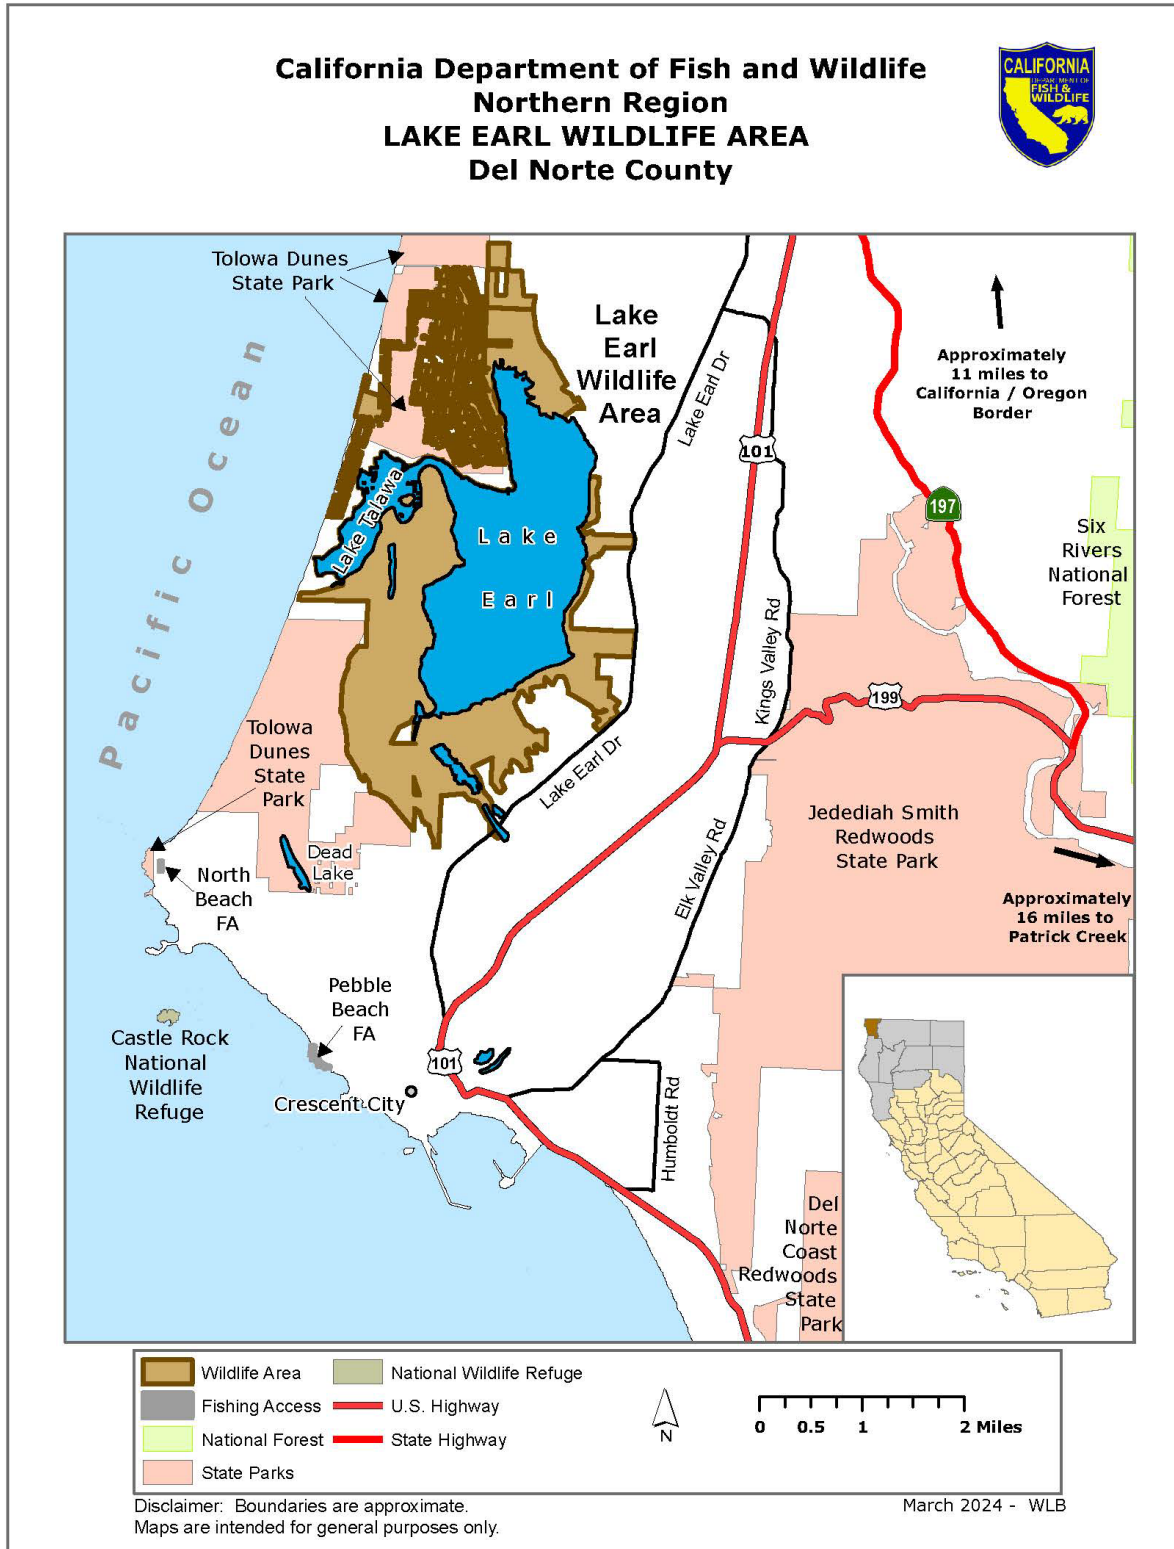 California Department of Fish and Wildlife
Northern Region
LAKE EARL WILDLIFE AREA
Del Norte County
CALIFORNIA
DEPARTMENT OF
FISH &
WILDLIFE
Tolowa Dunes
State Park
Lake
Earl
Wildlife
Area
Lake Earl Dr
101
Approximately
11 miles to
California / Oregon
Border
197
Six
Rivers
National
Forest
Pacific Ocean
Lake Talawa
Lake
Earl
Kings Valley Rd
199
Tolowa
Dunes
State
Park
Lake Earl Dr
Jedediah Smith
Redwoods
State Park
Dead
Lake
North
Beach
FA
Elk Valley Rd
Approximately
16 miles to
Patrick Creek
Pebble
Beach
FA
Castle Rock
National
Wildlife
Refuge
101
Crescent City
Humboldt Rd
Del
Norte
Coast
Redwoods
State
Park
Wildlife Area
National Wildlife Refuge
Fishing Access
U.S. Highway
National Forest
State Highway
State Parks
N
0 0.5 1 2 Miles
Disclaimer: Boundaries are approximate.
Maps are intended for general purposes only.
March 2024 - WLB